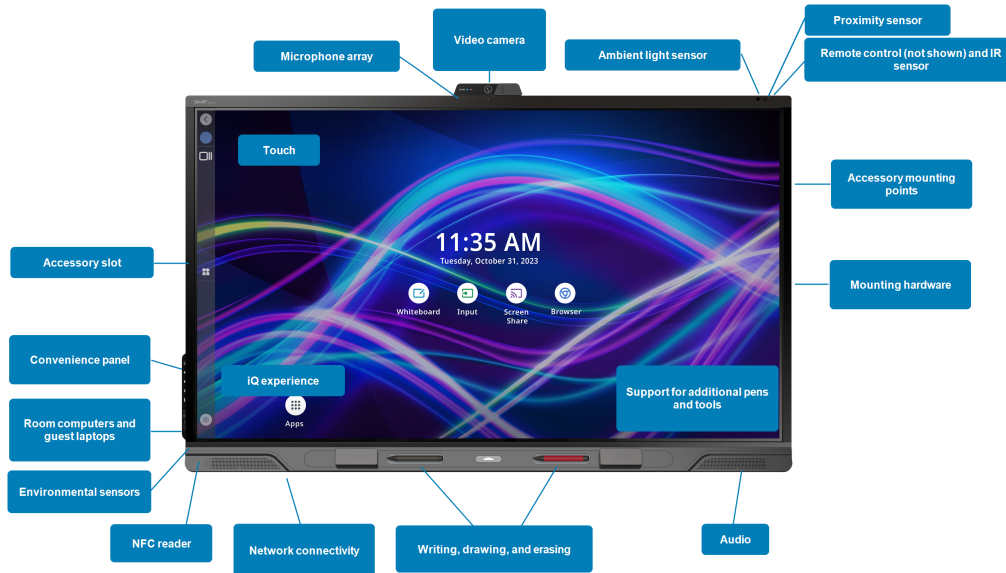 Proximity sensor
Video camera
Microphone array
Ambient light sensor
Remote control (not shown) and IR
sensor
SMART
Touch
Accessory mounting
points
11:35 AM
Tuesday, October 31, 2023
Accessory slot
Mounting hardware
Whiteboard
Input
Screen
Share
Browser
Convenience panel
iQ experience
Support for additional pens
and tools
Apps
Room computers and
guest laptops
Environmental sensors
NFC reader
Network connectivity
Writing, drawing, and erasing
Audio